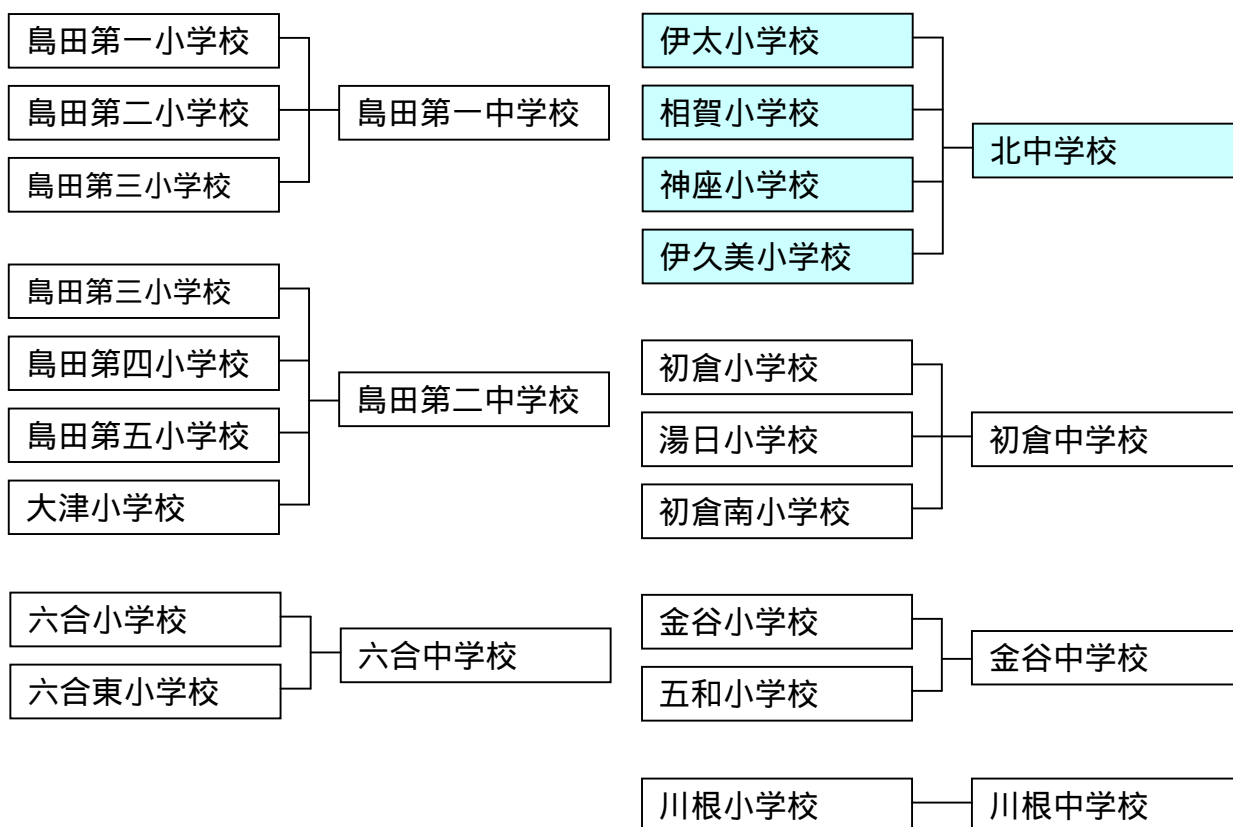 島田第一小学校
島田第二小学校
島田第三小学校
島田第一中学校
島田第三小学校
島田第四小学校
島田第五小学校
大津小学校
島田第二中学校
六合小学校
六合東小学校
六合中学校
伊太小学校
相賀小学校
神座小学校
伊久美小学校
北中学校
初倉小学校
湯日小学校
初倉南小学校
初倉中学校
金谷小学校
五和小学校
金谷中学校
川根小学校
川根中学校